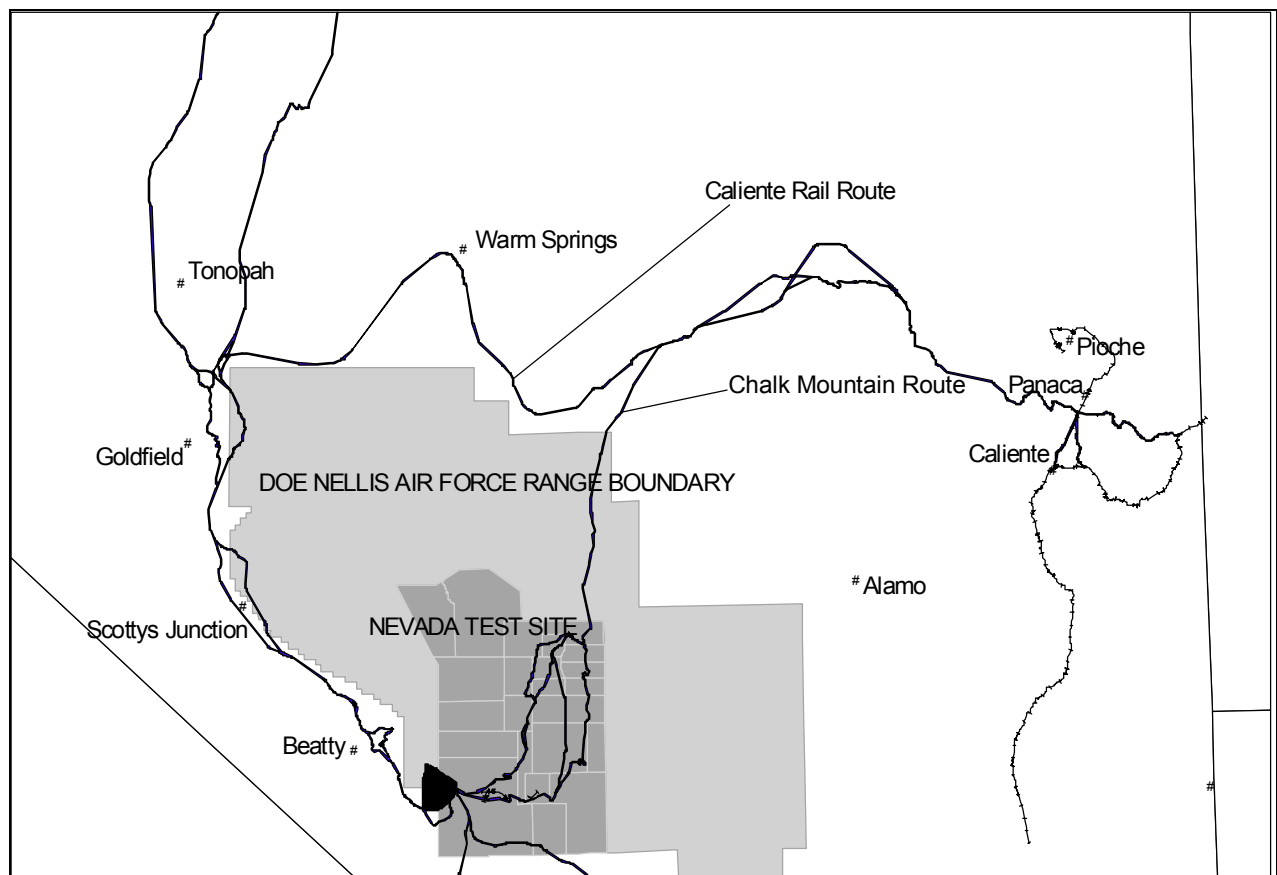 Caliente Rail Route
Warm Springs
Tonopah
Pioche
Chalk Mountain Route
Panaca
Goldfield
Caliente
DOE NELLIS AIR FORCE RANGE BOUNDARY
Alamo
NEVADA TEST SITE
Scottys Junction
Beatty